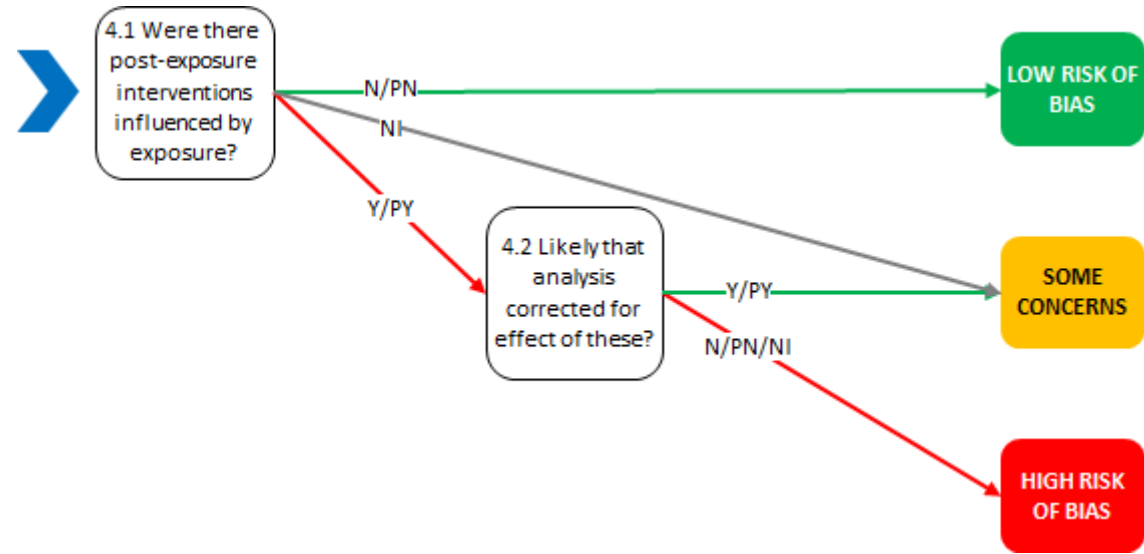 4.1 Were there
post-exposure
interventions
influenced by
exposure?
N/PN
NI
Y/PY
LOW RISK OF
BIAS
4.2 Likely that
analysis
corrected for
effect of these?
Y/PY
N/PN/NI
SOME
CONCERNS
HIGH RISK
OF BIAS